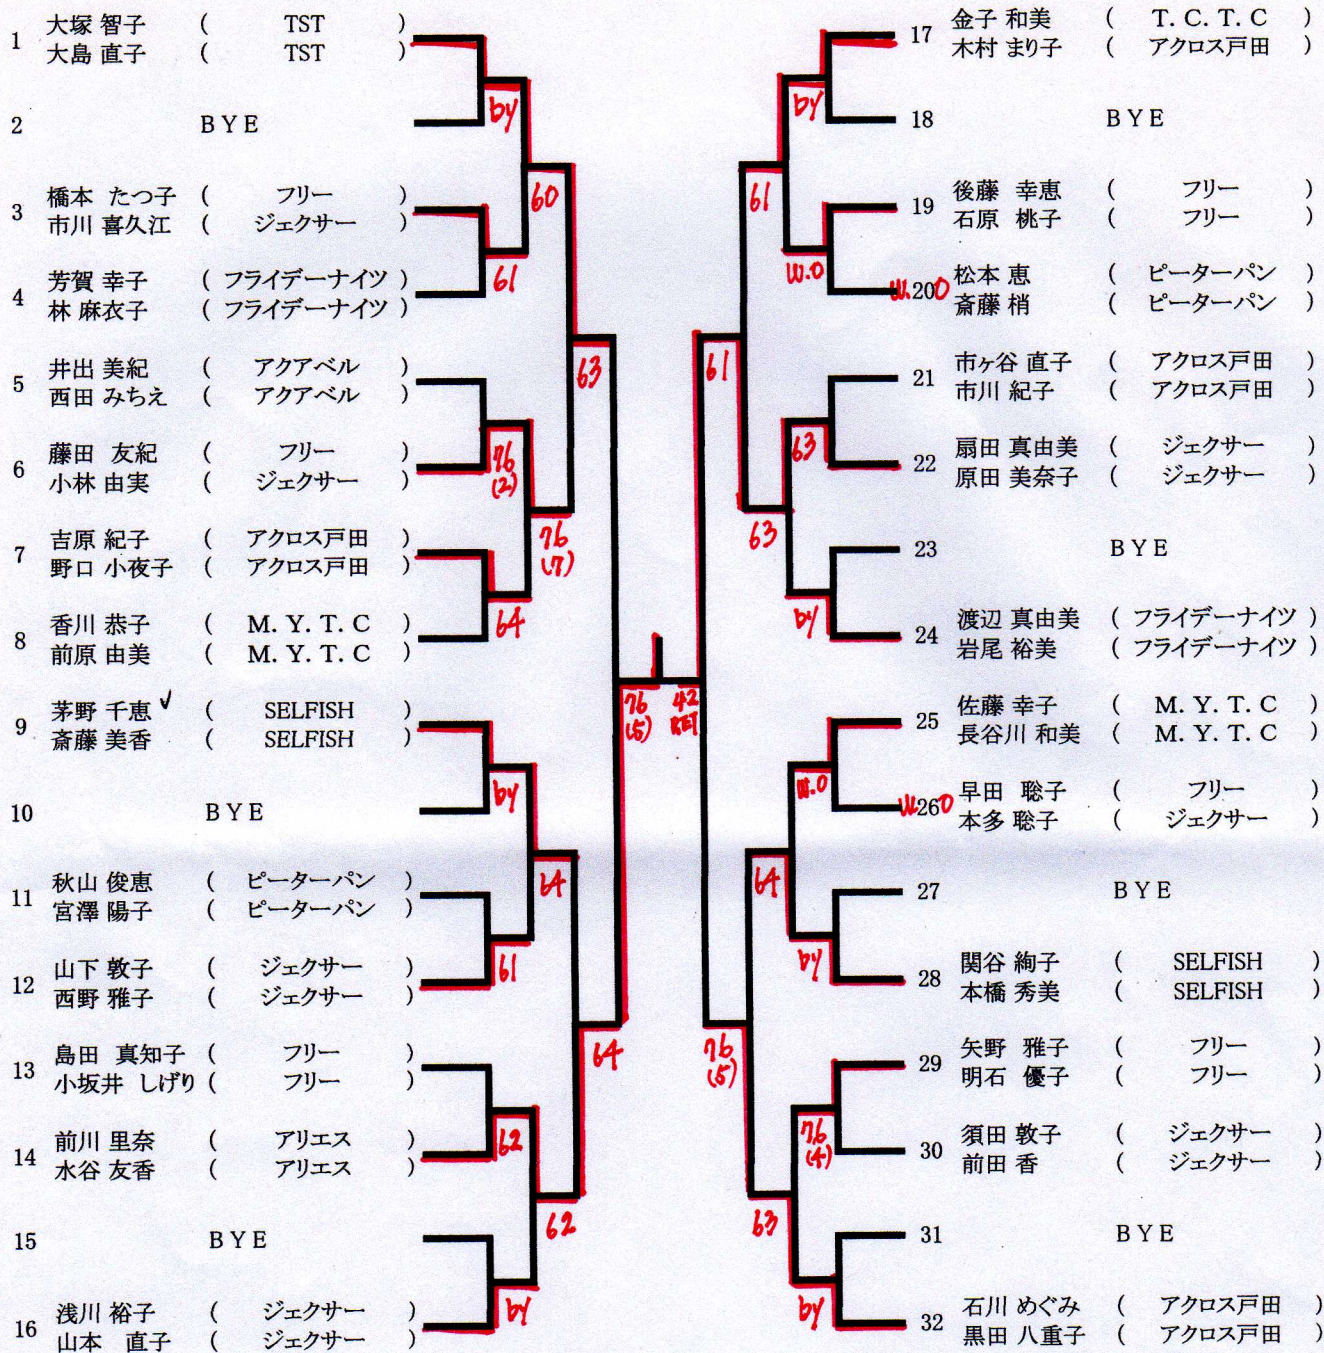 1 大塚 智子 ( TST )
大島 直子 ( TST )
2 BYE
3 橋本 たつ子 ( フリー )
市川 喜久江 ( ジェクサー )
4 芳賀 幸子 ( フライデーナイツ )
林 麻衣子 ( フライデーナイツ )
5 井出 美紀 ( アクアベル )
西田 みちえ ( アクアベル )
6 藤田 友紀 ( フリー )
小林 由実 ( ジェクサー )
7 吉原 紀子 ( アクロス戸田 )
野口 小夜子 ( アクロス戸田 )
8 香川 恭子 ( M. Y. T. C )
前原 由美 ( M. Y. T. C )
9 茅野 千恵 ✓ ( SELFISH )
斎藤 美香 ( SELFISH )
10 BYE
11 秋山 俊恵 ( ピーターパン )
宮澤 陽子 ( ピーターパン )
12 山下 敦子 ( ジェクサー )
西野 雅子 ( ジェクサー )
13 島田 真知子 ( フリー )
小坂井 しげり ( フリー )
14 前川 里奈 ( アリエス )
水谷 友香 ( アリエス )
15 BYE
16 浅川 裕子 ( ジェクサー )
山本 直子 ( ジェクサー )
by
61
76
(2)
64
by
61
62
by
60
76
(7)
64
62
63
64
76
(5)
42
RET
61
76
(5)
61
63
64
63
by
W.O
63
by
W.O
by
76
(4)
by
17 金子 和美 ( T. C. T. C )
木村 まり子 ( アクロス戸田 )
18 BYE
19 後藤 幸恵 ( フリー )
石原 桃子 ( フリー )
W.O 20 松本 恵 ( ピーターパン )
斎藤 梢 ( ピーターパン )
21 市ヶ谷 直子 ( アクロス戸田 )
市川 紀子 ( アクロス戸田 )
22 扇田 真由美 ( ジェクサー )
原田 美奈子 ( ジェクサー )
23 BYE
24 渡辺 真由美 ( フライデーナイツ )
岩尾 裕美 ( フライデーナイツ )
25 佐藤 幸子 ( M. Y. T. C )
長谷川 和美 ( M. Y. T. C )
W.O 26 早田 聡子 ( フリー )
本多 聡子 ( ジェクサー )
27 BYE
28 関谷 絢子 ( SELFISH )
本橋 秀美 ( SELFISH )
29 矢野 雅子 ( フリー )
明石 優子 ( フリー )
30 須田 敦子 ( ジェクサー )
前田 香 ( ジェクサー )
31 BYE
32 石川 めぐみ ( アクロス戸田 )
黒田 八重子 ( アクロス戸田 )